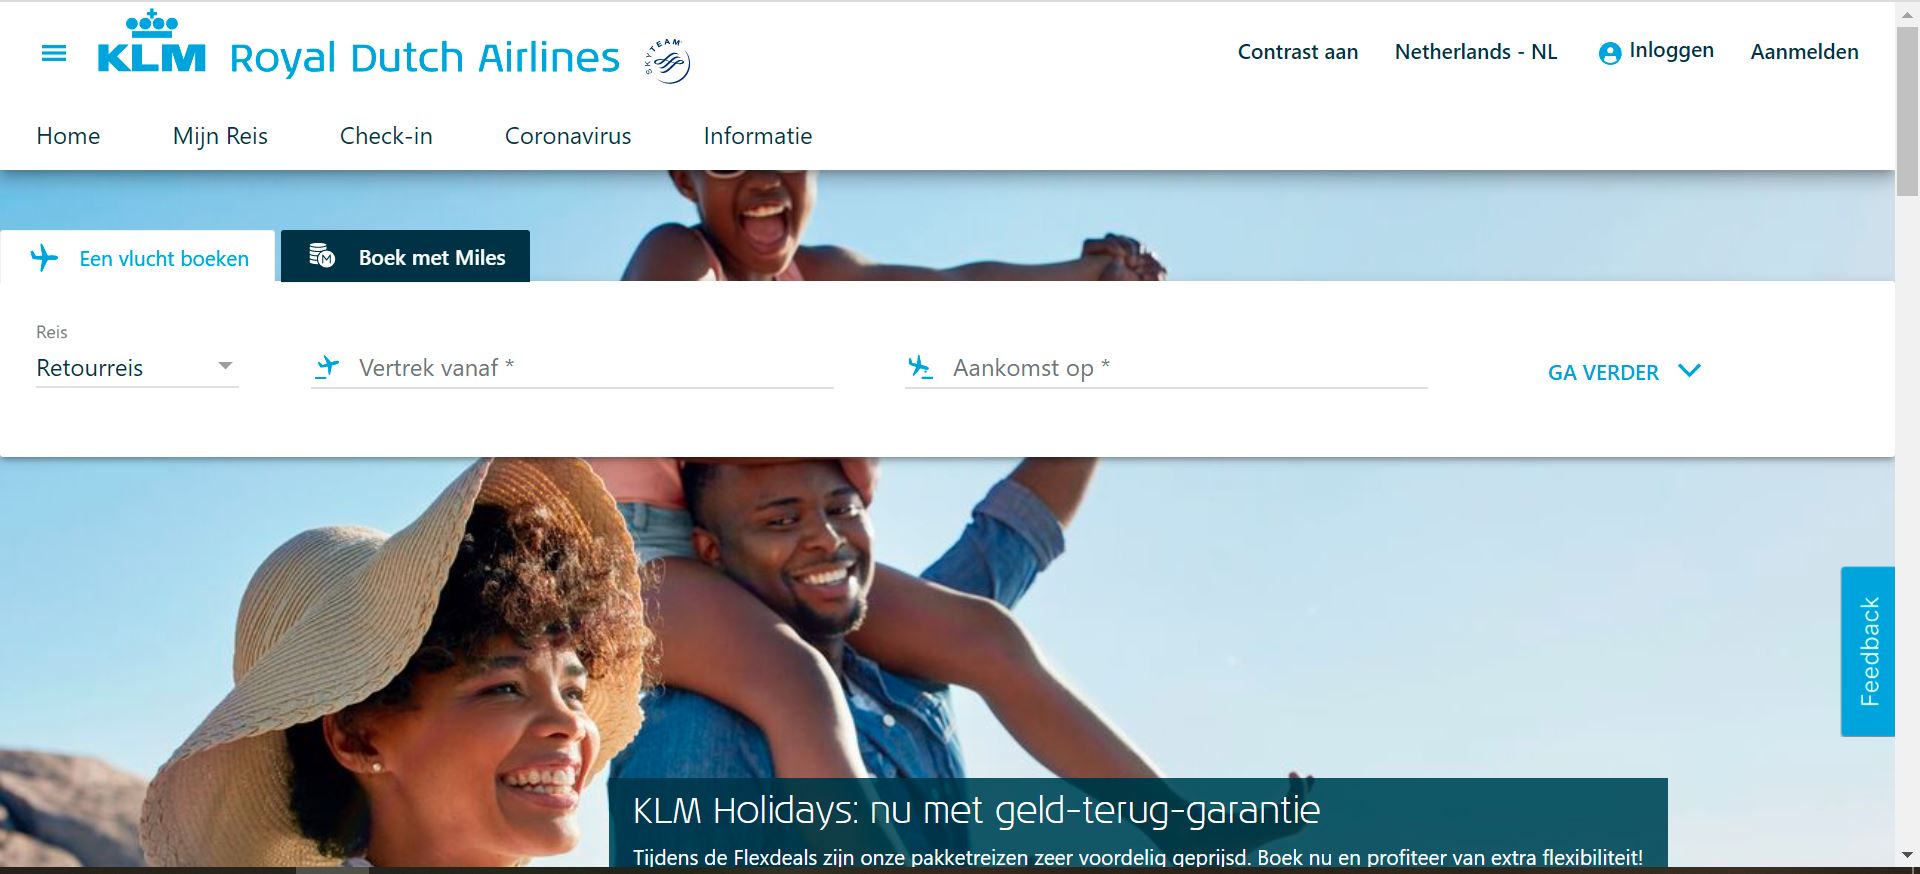 KLM Royal Dutch Airlines
SKYTEAM
Contrast aan
Netherlands - NL
Inloggen
Aanmelden
Home
Mijn Reis
Check-in
Coronavirus
Informatie
Een vlucht boeken
M
Boek met Miles
Reis
Retourreis
Vertrek vanaf *
Aankomst op *
GA VERDER
Feedback
KLM Holidays: nu met geld-terug-garantie
Tijdens de Flexdeals zijn onze pakketreizen zeer voordelig geprijsd. Boek nu en profiteer van extra flexibiliteit!